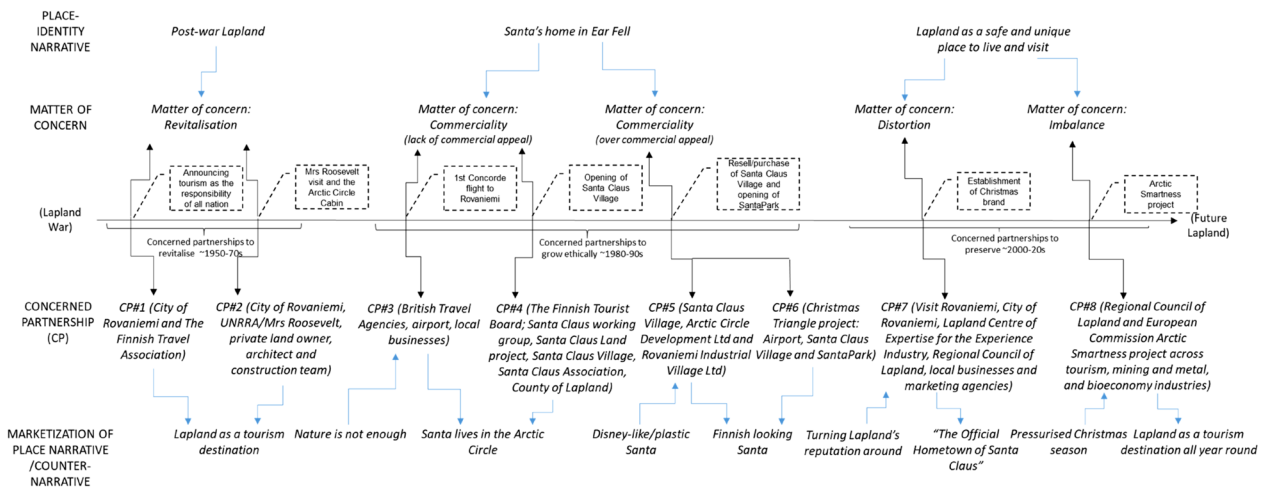 PLACE-
IDENTITY
NARRATIVE
Post-war Lapland
Santa's home in Ear Fell
Lapland as a safe and unique
place to live and visit
MATTER OF
CONCERN
Matter of concern:
Revitalisation
Matter of concern:
Commerciality
(lack of commercial appeal)
Matter of concern:
Commerciality
(over commercial appeal)
Matter of concern:
Distortion
Matter of concern:
Imbalance
Announcing
tourism as the
responsibility
of all nation
Mrs Roosevelt
visit and the
Arctic Circle
Cabin
1st Concorde
flight to
Rovaniemi
Opening of
Santa Claus
Village
Resell/purchase
of Santa Claus
Village and
opening of
SantaPark
Establishment
of Christmas
brand
Arctic
Smartness
project
(Lapland
War)
(Future
Lapland)
Concerned partnerships to
revitalise ~1950-70s
Concerned partnerships to
grow ethically ~1980-90s
Concerned partnerships to
preserve ~2000-20s
CONCERNED
PARTNERSHIP
(CP)
CP#1 (City of
Rovaniemi and The
Finnish Travel
Association)
CP#2 (City of Rovaniemi,
UNRRA/Mrs Roosevelt,
private land owner,
architect and
construction team)
CP#3 (British Travel
Agencies, airport, local
businesses)
CP#4 (The Finnish Tourist
Board; Santa Claus working
group, Santa Claus Land
project, Santa Claus Village,
Santa Claus Association,
County of Lapland)
CP#5 (Santa Claus
Village, Arctic Circle
Development Ltd and
Rovaniemi Industrial
Village Ltd)
CP#6 (Christmas
Triangle project:
Airport, Santa Claus
Village and SantaPark)
CP#7 (Visit Rovaniemi, City of
Rovaniemi, Lapland Centre of
Expertise for the Experience
Industry, Regional Council of
Lapland, local businesses and
marketing agencies)
CP#8 (Regional Council of
Lapland and European
Commission Arctic
Smartness project across
tourism, mining and metal,
and bioeconomy industries)
MARKETIZATION OF
PLACE NARRATIVE
/COUNTER-
NARRATIVE
Lapland as a tourism
destination
Nature is not enough
Santa lives in the Arctic
Circle
Disney-like/plastic
Santa
Finnish looking
Santa
Turning Lapland's
reputation around
"The Official
Hometown of Santa
Claus"
Pressurised Christmas
season
Lapland as a tourism
destination all year round